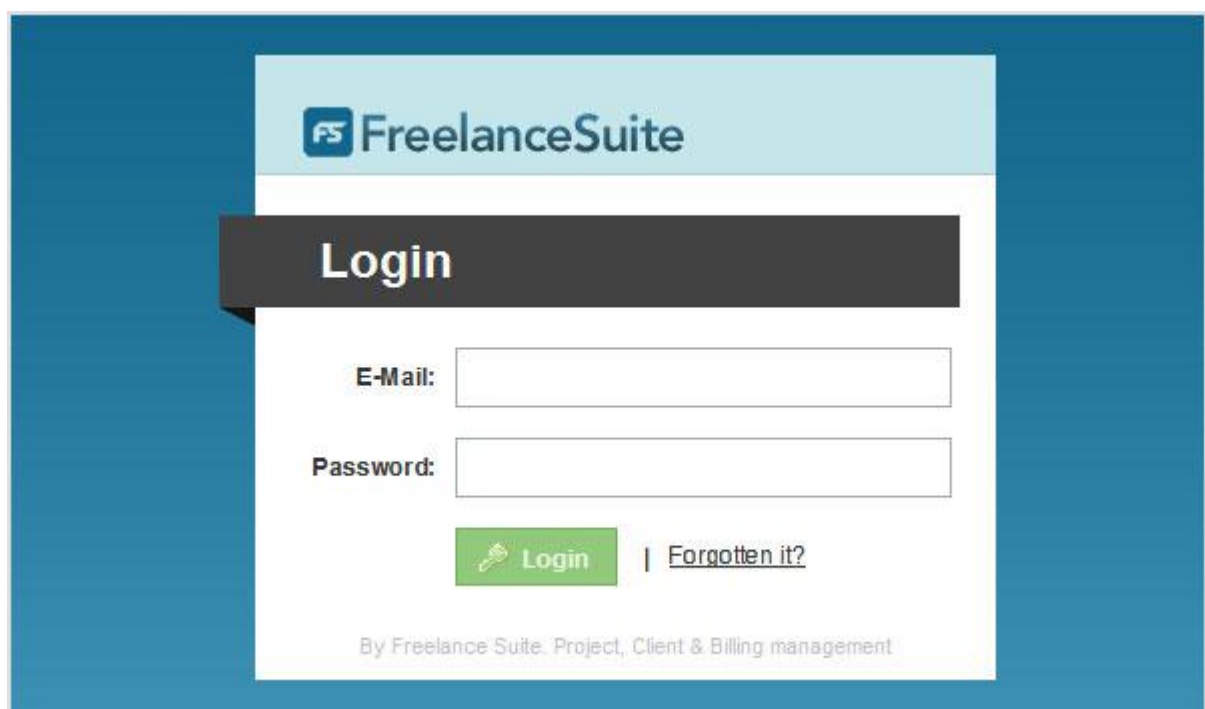 FS FreelanceSuite
Login
E-Mail:
Password:
Login | Forgotten it?
By Freelance Suite. Project, Client & Billing management